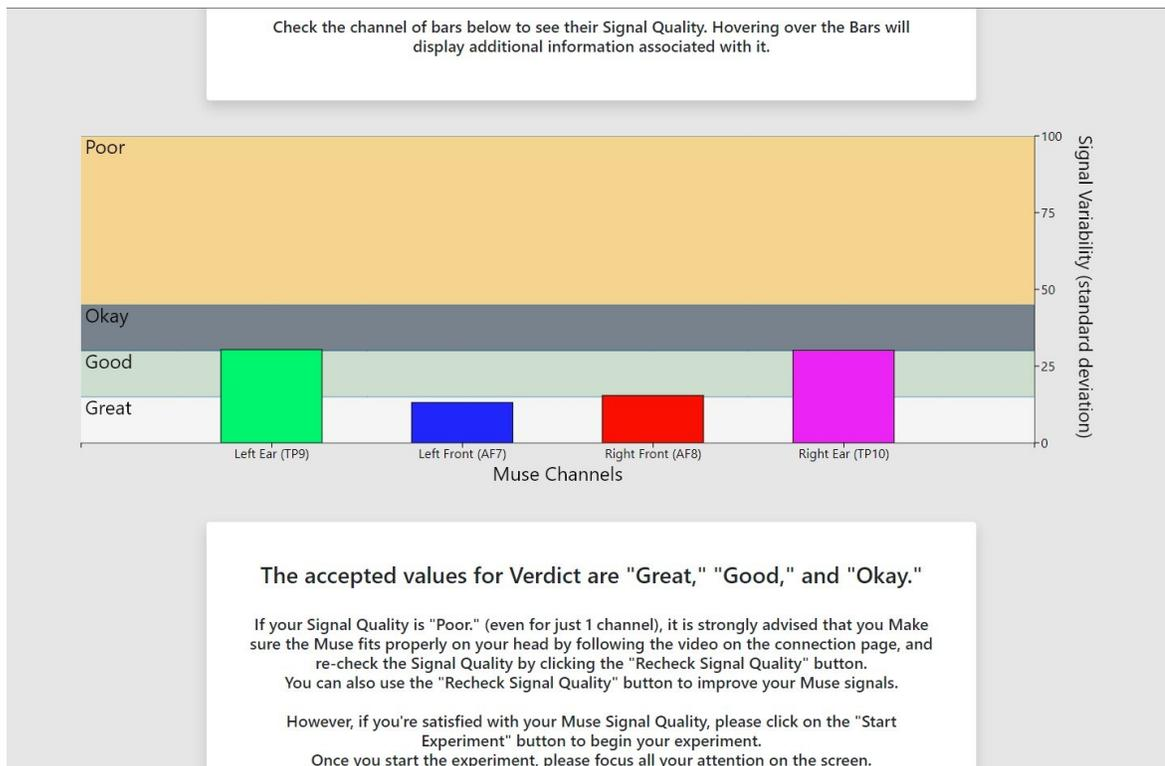 Check the channel of bars below to see their Signal Quality. Hovering over the Bars will
display additional information associated with it.
Poor
Okay
Good
Great
100
75
50
25
0
Signal Variability (standard deviation)
Left Ear (TP9)
Left Front (AF7)
Right Front (AF8)
Right Ear (TP10)
Muse Channels
The accepted values for Verdict are "Great," "Good," and "Okay."
If your Signal Quality is "Poor." (even for just 1 channel), it is strongly advised that you Make
sure the Muse fits properly on your head by following the video on the connection page, and
re-check the Signal Quality by clicking the "Recheck Signal Quality" button.
You can also use the "Recheck Signal Quality" button to improve your Muse signals.
However, if you're satisfied with your Muse Signal Quality, please click on the "Start
Experiment" button to begin your experiment.
Once you start the experiment, please focus all your attention on the screen.